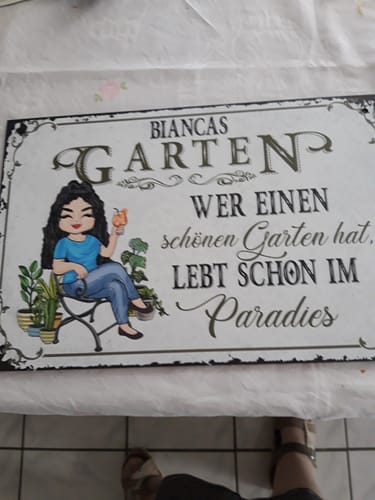 BIANCAS
GARTEN
WER EINEN
schönen Garten hat,
LEBT SCHON IM
Paradies